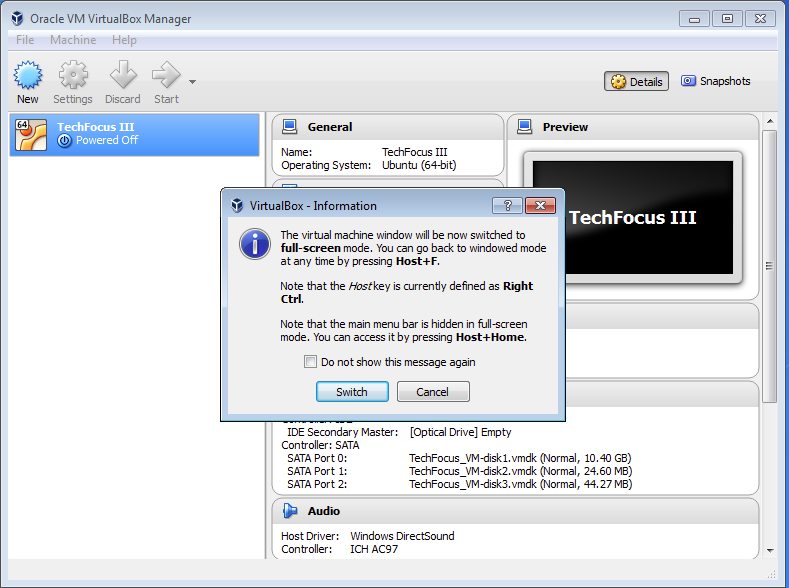 Oracle VM VirtualBox Manager
File Machine Help
New Settings Discard Start
Details Snapshots
64 TechFocus III
Powered Off
General
Name: TechFocus III
Operating System: Ubuntu (64-bit)
Preview
TechFocus III
VirtualBox - Information
The virtual machine window will be now switched to
full-screen mode. You can go back to windowed mode
at any time by pressing Host+F.
Note that the Host key is currently defined as Right
Ctrl.
Note that the main menu bar is hidden in full-screen
mode. You can access it by pressing Host+Home.
Do not show this message again
Switch Cancel
IDE Secondary Master: [Optical Drive] Empty
Controller: SATA
SATA Port 0: TechFocus_VM-disk1.vmdk (Normal, 10.40 GB)
SATA Port 1: TechFocus_VM-disk2.vmdk (Normal, 24.60 MB)
SATA Port 2: TechFocus_VM-disk3.vmdk (Normal, 44.27 MB)
Audio
Host Driver: Windows DirectSound
Controller: ICH AC97